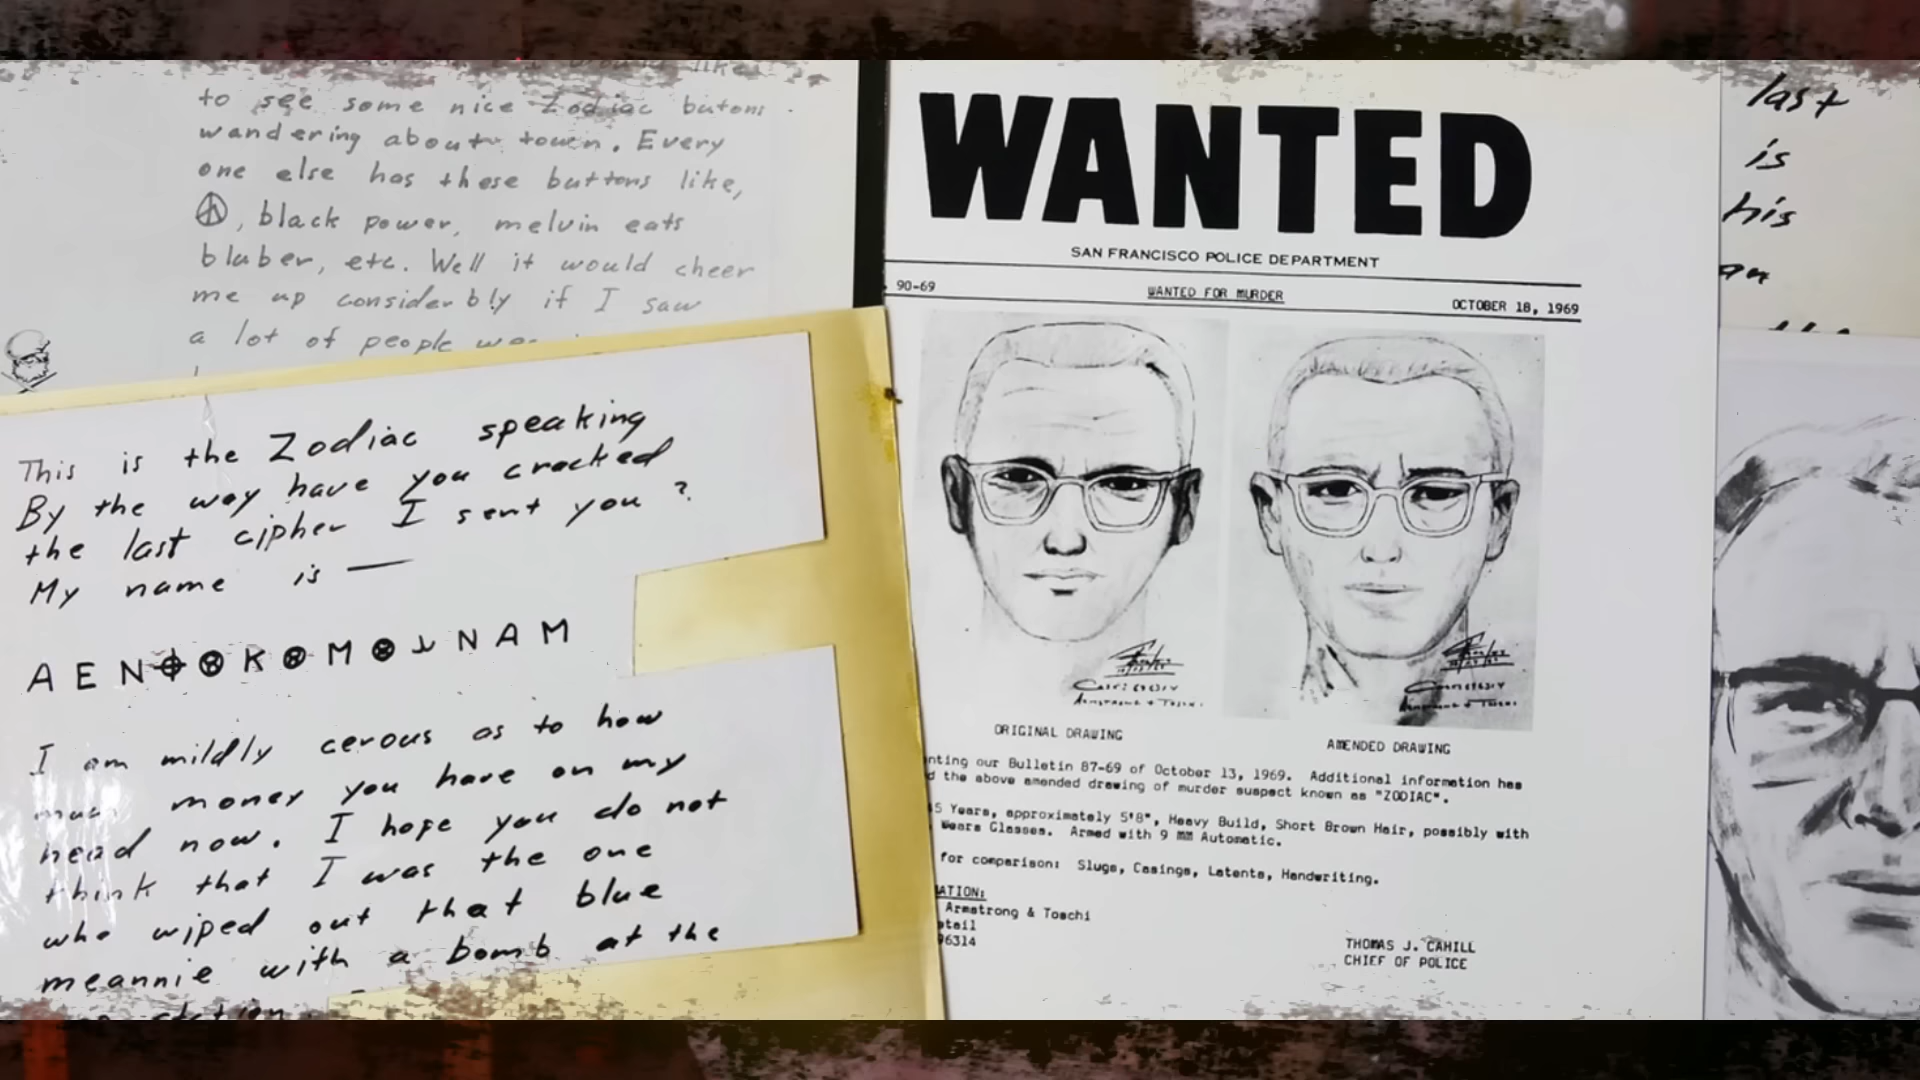 to see some nice Zodiac butons
wandering about town. Every
one else has these buttons like,
black power, melvin eats
bluber, etc. Well it would cheer
me up considerbly if I saw
a lot of people
This is the Zodiac speaking
By the way have you cracked
the last cipher I sent you?
My name is —
A E N K M N A M
I am mildly cerous as to how
much money you have on my
head now. I hope you do not
think that I was the one
who wiped out that blue
meannie with a bomb at the
station
WANTED
SAN FRANCISCO POLICE DEPARTMENT
90-69 WANTED FOR MURDER OCTOBER 18, 1969
ORIGINAL DRAWING
AMENDED DRAWING
nting our Bulletin 87-69 of October 13, 1969. Additional information has
d the above amended drawing of murder suspect known as "ZODIAC".
5 Years, approximately 5'8", Heavy Build, Short Brown Hair, possibly with
Wears Glasses. Armed with 9 MM Automatic.
for comparison: Slugs, Casings, Latents, Handwriting.
ATION:
Armstrong & Toschi
etail
96314
THOMAS J. CAHILL
CHIEF OF POLICE
last
is
his
an